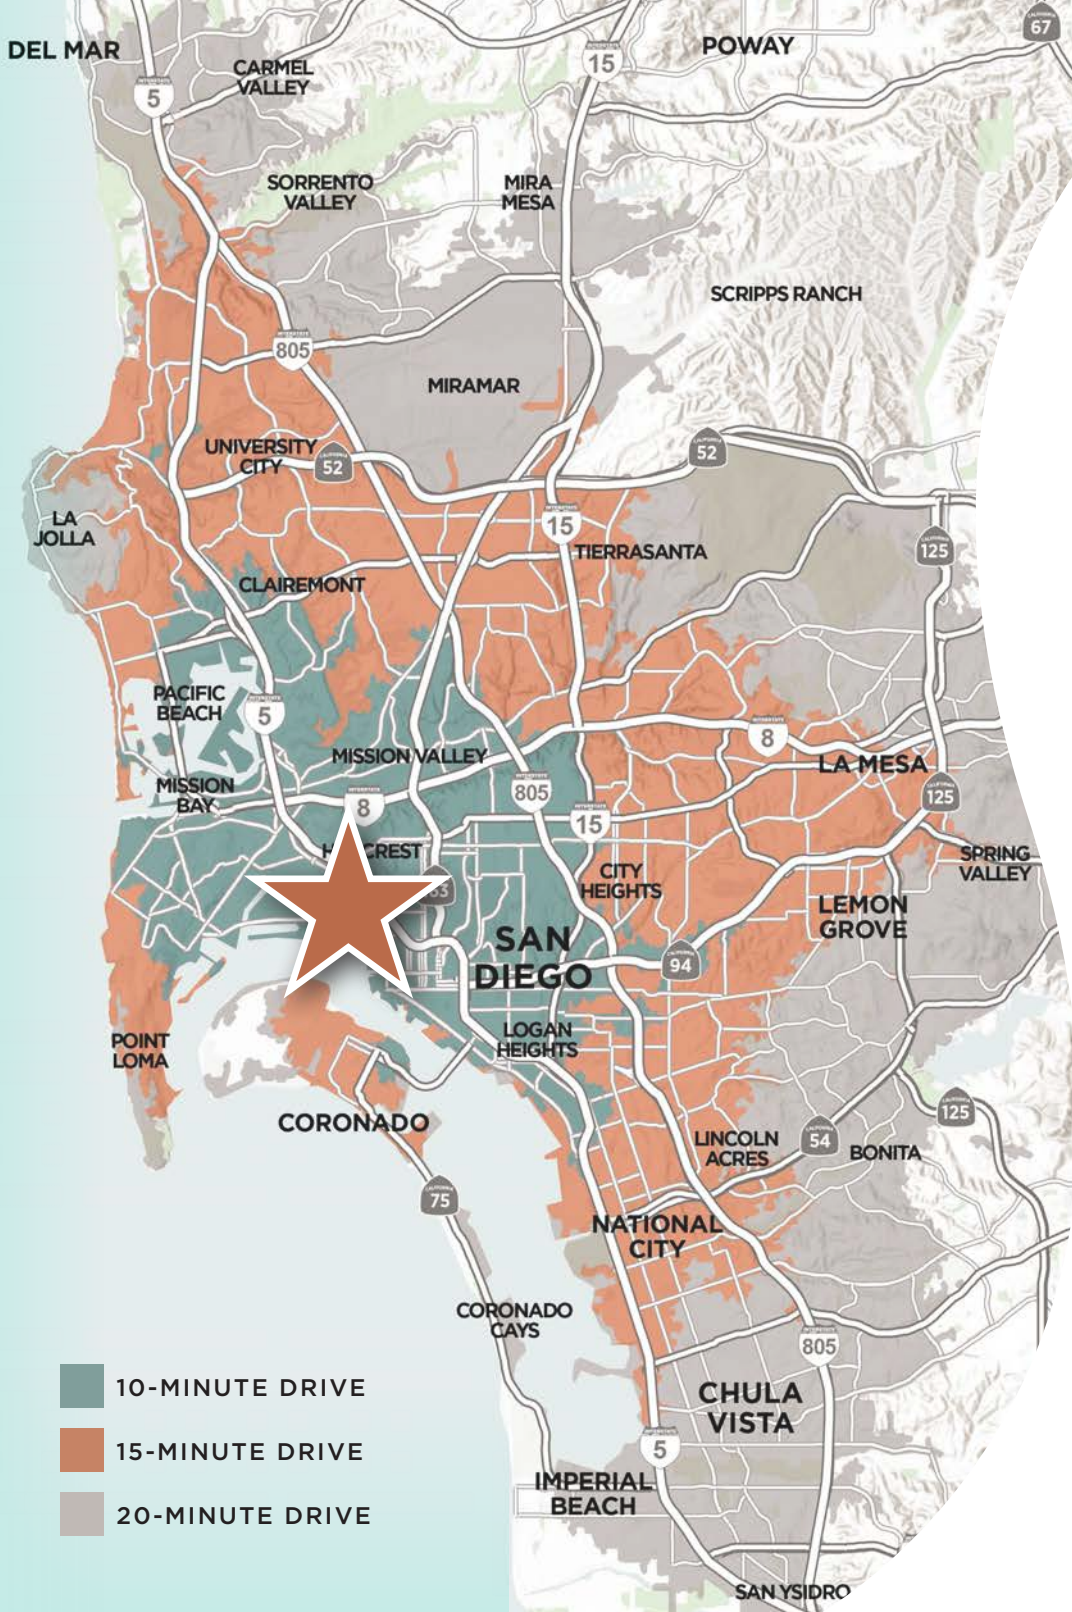 67
DEL MAR
POWAY
CARMEL
VALLEY
15
5
SORRENTO
VALLEY
MIRA
MESA
SCRIPPS RANCH
805
MIRAMAR
UNIVERSITY
CITY
52
52
LA
JOLLA
15
TIERRASANTA
125
CLAIREMONT
PACIFIC
BEACH
5
8
MISSION VALLEY
LA MESA
MISSION
BAY
805
125
8
15
HILLCREST
SPRING
VALLEY
CITY
HEIGHTS
LEMON
GROVE
SAN
DIEGO
94
POINT
LOMA
LOGAN
HEIGHTS
CORONADO
125
LINCOLN
ACRES
54
BONITA
75
NATIONAL
CITY
CORONADO
CAYS
805
CHULA
VISTA
5
IMPERIAL
BEACH
SAN YSIDRO
10-MINUTE DRIVE
15-MINUTE DRIVE
20-MINUTE DRIVE